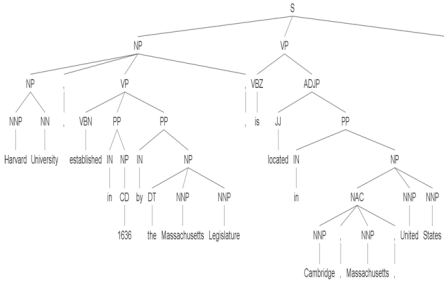 S
NP VP
NP , VP , VBZ ADJP
NNP NN , VBN PP PP , is JJ PP
Harvard University established IN NP IN NP located IN NP
in CD by DT NNP NNP in NAC NNP NNP
1636 the Massachusetts Legislature NNP , NNP , United States
Cambridge , Massachusetts ,